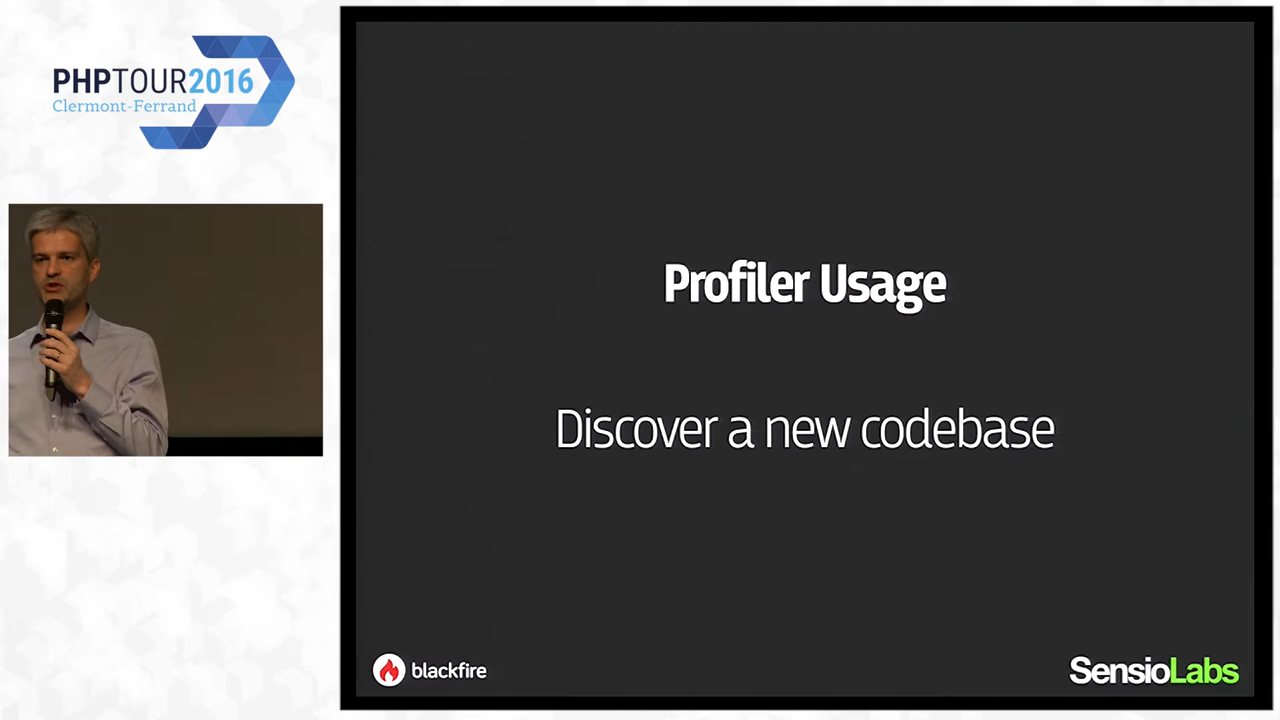 PHPTOUR2016
Clermont-Ferrand
Profiler Usage
Discover a new codebase
blackfire
SensioLabs